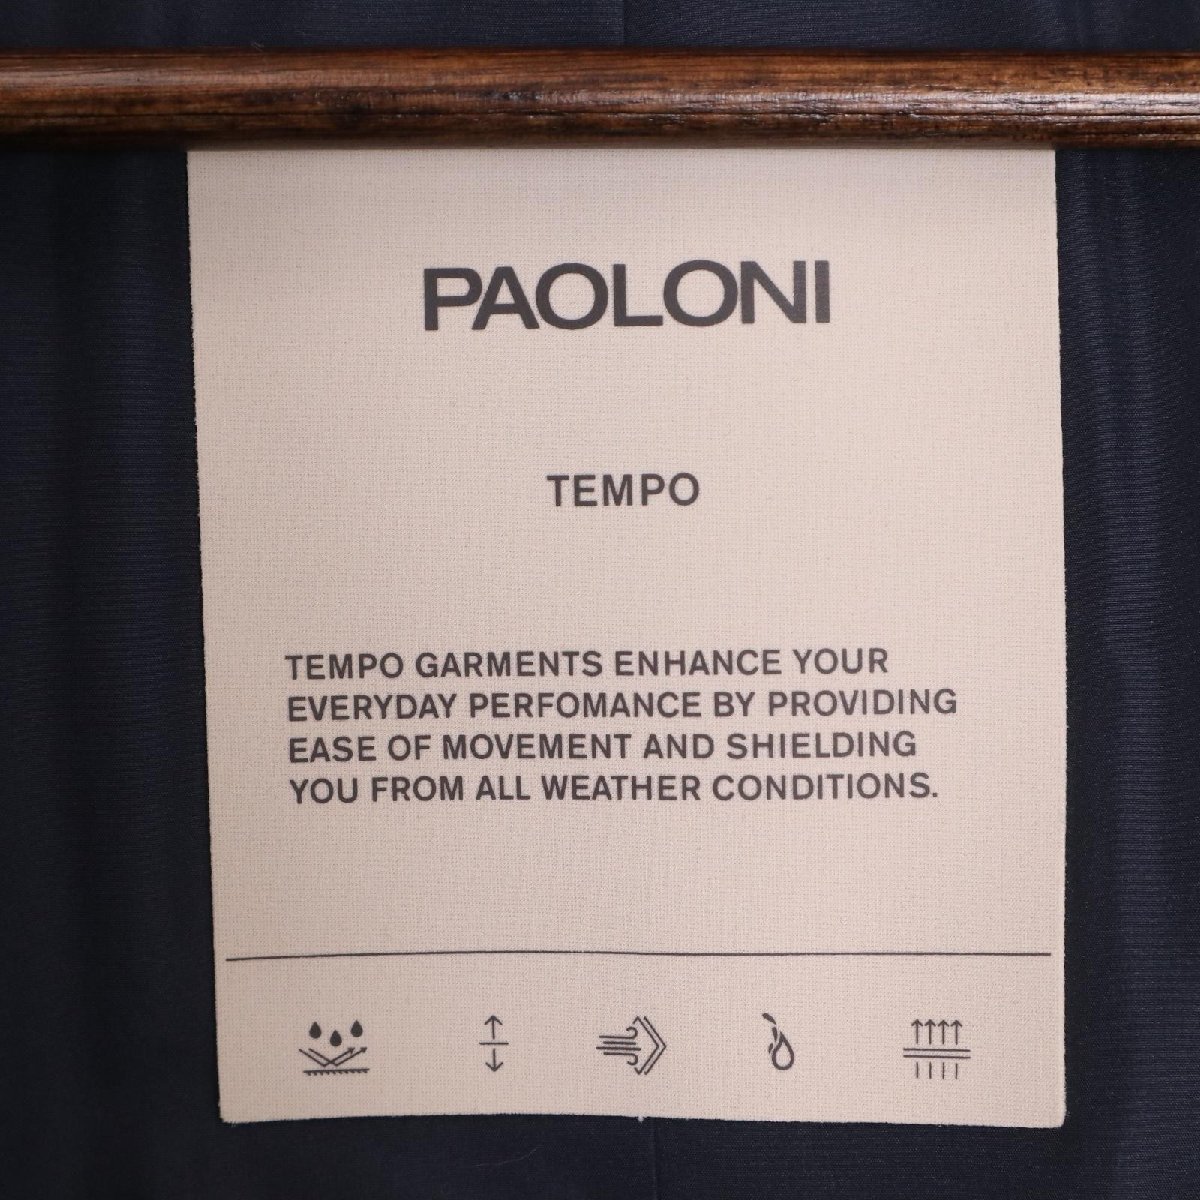 PAOLONI
TEMPO
TEMPO GARMENTS ENHANCE YOUR
EVERYDAY PERFOMANCE BY PROVIDING
EASE OF MOVEMENT AND SHIELDING
YOU FROM ALL WEATHER CONDITIONS.